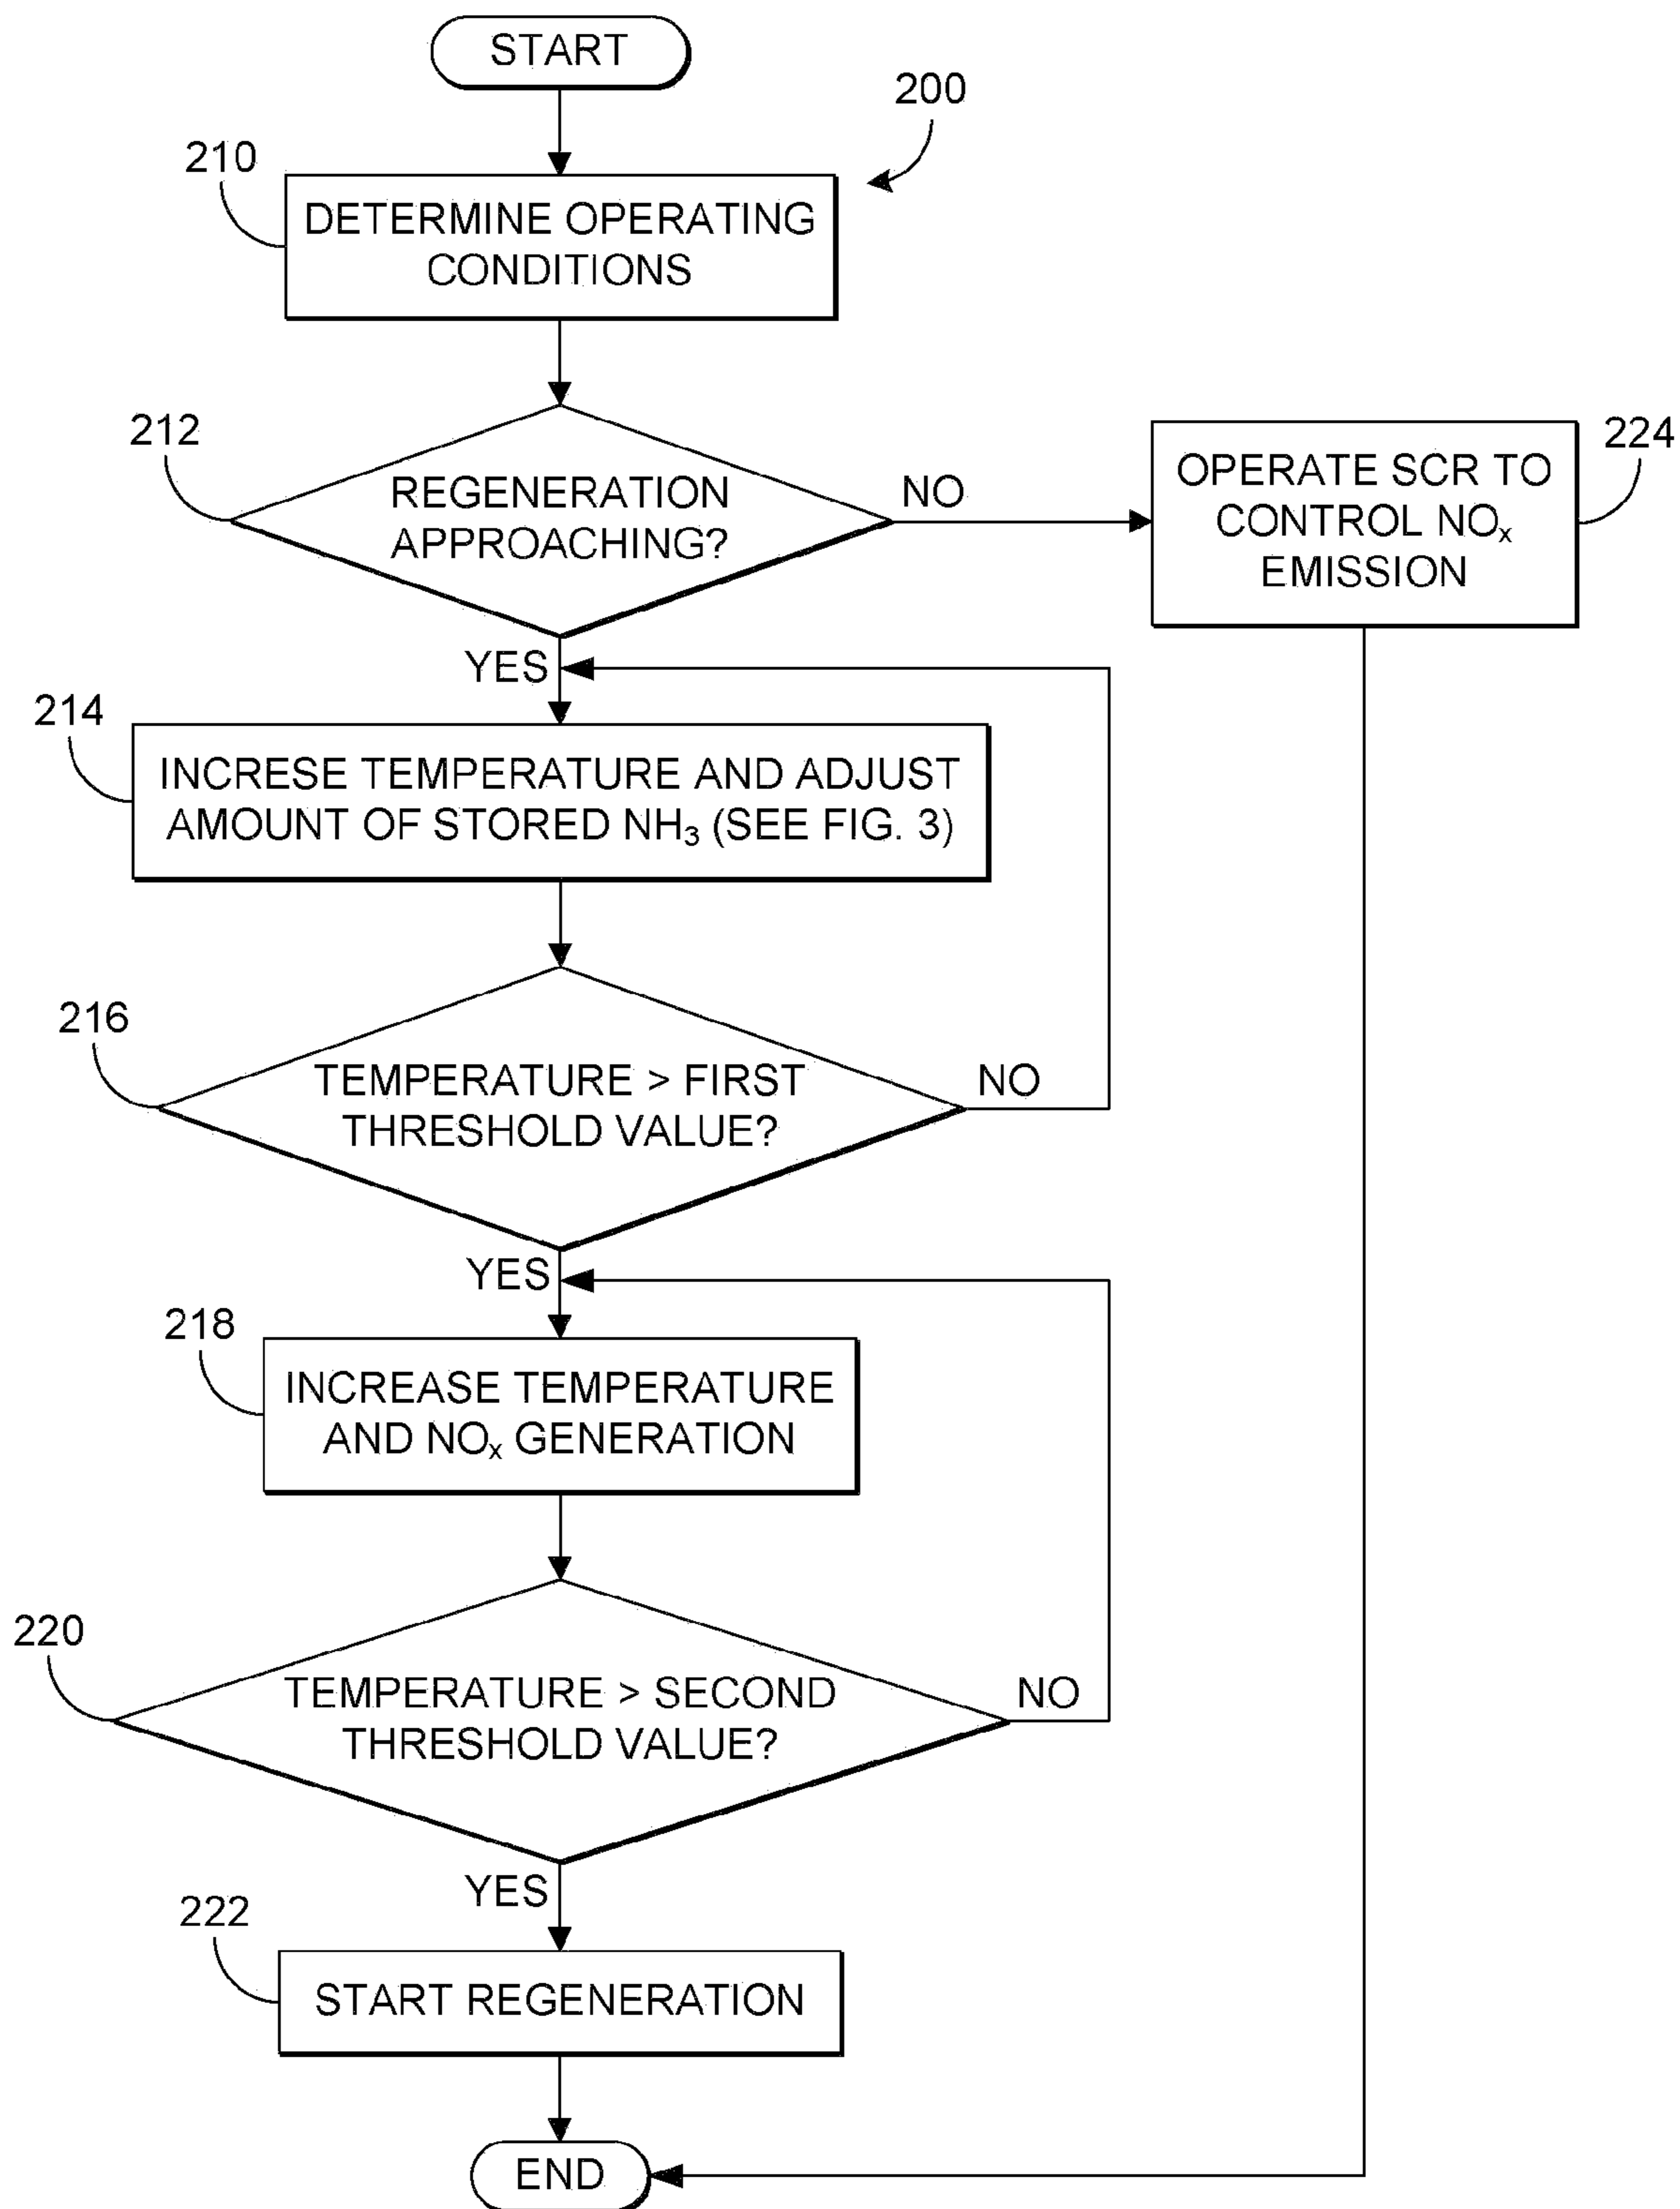 START
200
210
DETERMINE OPERATING
CONDITIONS
212
REGENERATION
APPROACHING?
NO
OPERATE SCR TO
CONTROL NOx
EMISSION
224
YES
214
INCRESE TEMPERATURE AND ADJUST
AMOUNT OF STORED NH3 (SEE FIG. 3)
216
TEMPERATURE > FIRST
THRESHOLD VALUE?
NO
YES
218
INCREASE TEMPERATURE
AND NOx GENERATION
220
TEMPERATURE > SECOND
THRESHOLD VALUE?
NO
YES
222
START REGENERATION
END